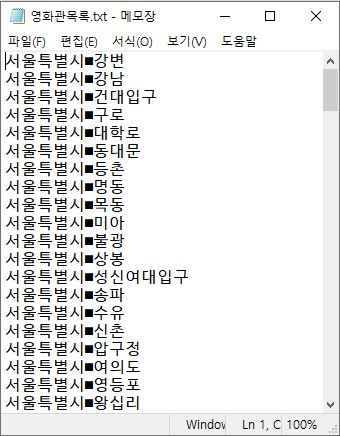 영화관목록.txt - 메모장
파일(F) 편집(E) 서식(O) 보기(V) 도움말
서울특별시■강변
서울특별시■강남
서울특별시■건대입구
서울특별시■구로
서울특별시■대학로
서울특별시■동대문
서울특별시■등촌
서울특별시■명동
서울특별시■목동
서울특별시■미아
서울특별시■불광
서울특별시■상봉
서울특별시■성신여대입구
서울특별시■송파
서울특별시■수유
서울특별시■신촌
서울특별시■압구정
서울특별시■여의도
서울특별시■영등포
서울특별시■왕십리
Window Ln 1, C 100%